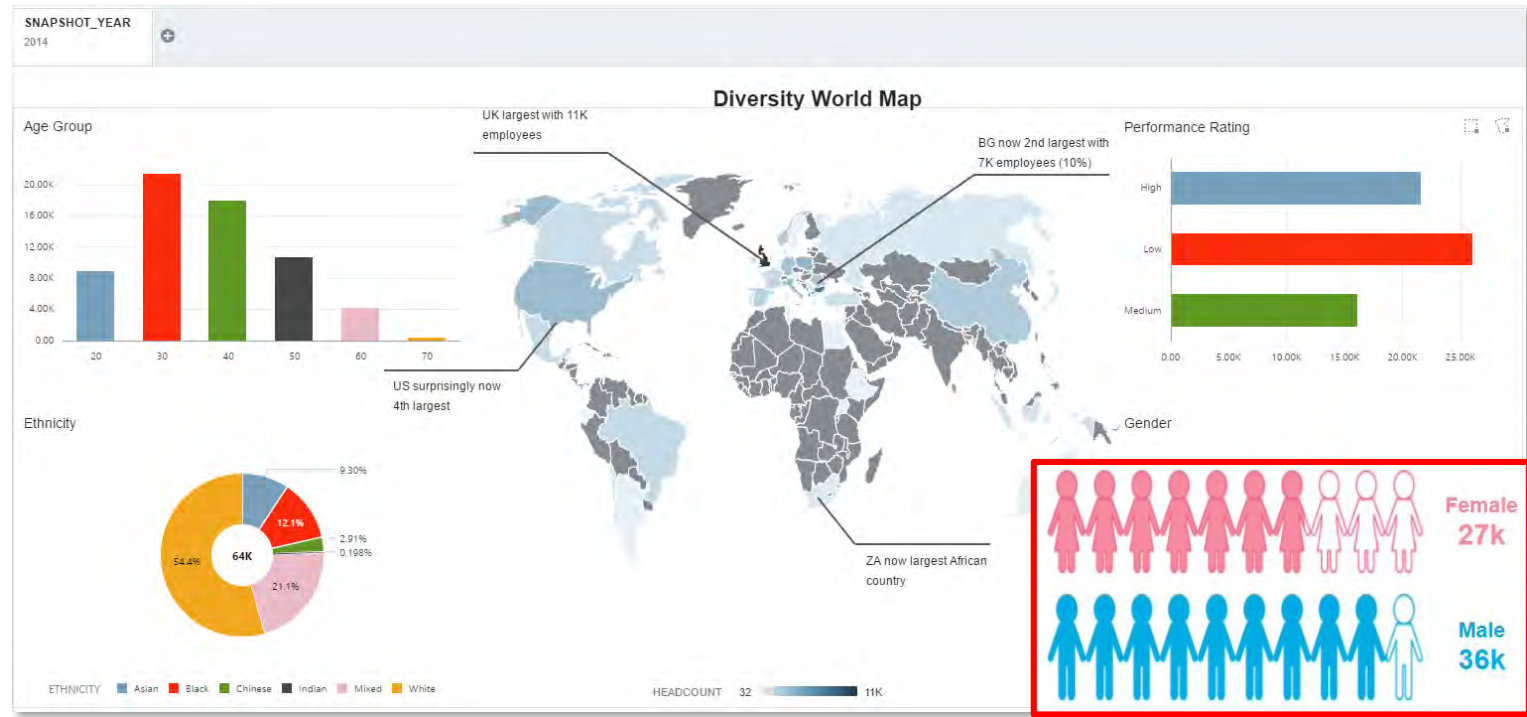 SNAPSHOT_YEAR
2014
Diversity World Map
Age Group
20.00K
16.00K
12.00K
8.00K
4.00K
0.00
20 30 40 50 60 70
UK largest with 11K
employees
BG now 2nd largest with
7K employees (10%)
US surprisingly now
4th largest
ZA now largest African
country
Performance Rating
High
Low
Medium
0.00 5.00K 10.00K 15.00K 20.00K 25.00K
Ethnicity
9.30%
12.1%
2.91%
0.198%
21.1%
54.4%
64K
ETHNICITY Asian Black Chinese Indian Mixed White
HEADCOUNT 32 11K
Gender
Female
27k
Male
36k